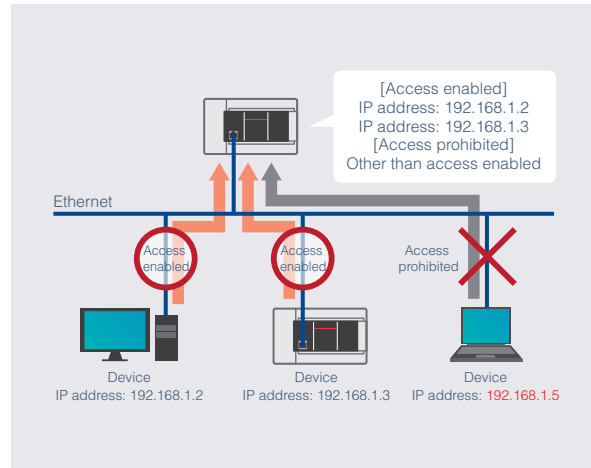 [Access enabled]
IP address: 192.168.1.2
IP address: 192.168.1.3
[Access prohibited]
Other than access enabled
Ethernet
Access
enabled
Access
enabled
Access
prohibited
Device
IP address: 192.168.1.2
Device
IP address: 192.168.1.3
Device
IP address: 192.168.1.5